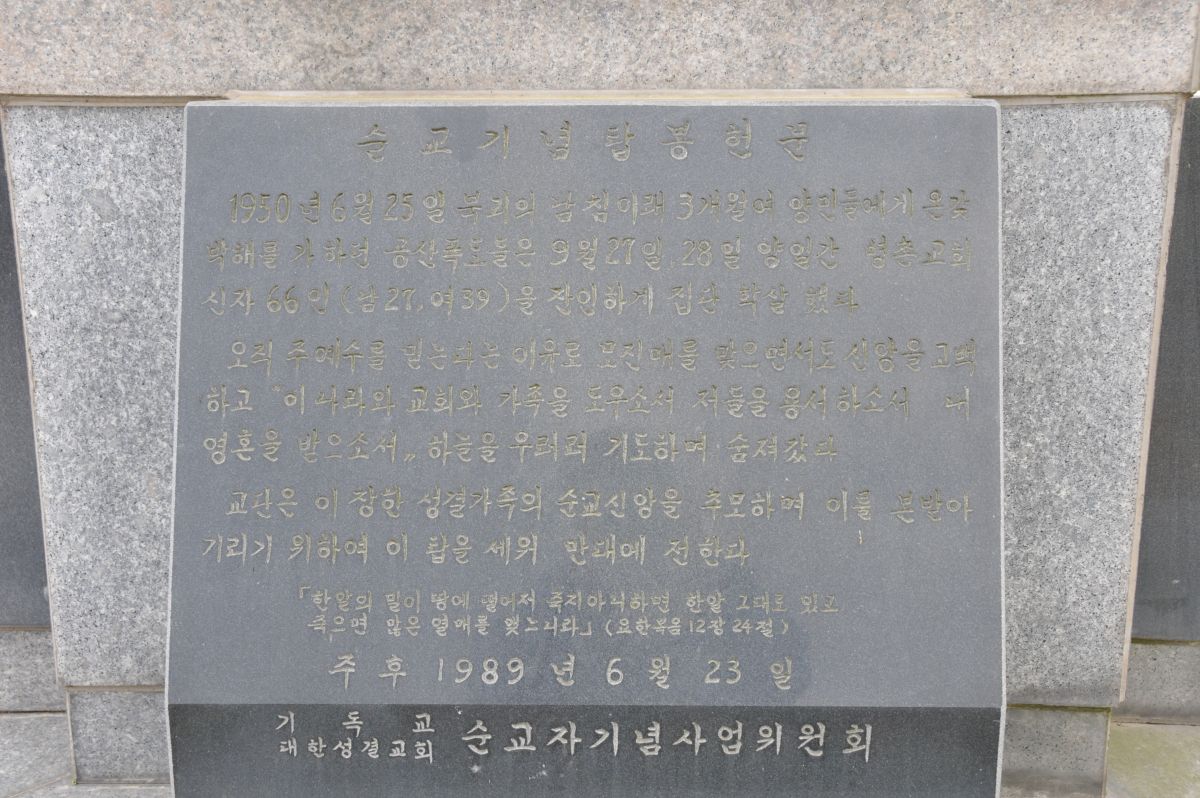 순교기념탑봉헌문
1950년 6월 25일 북괴의 남침이래 3개월여 양민들에게 온갖
박해를 가하던 공산폭도들은 9월27일, 28일 양일간 병촌교회
신자 66인 (남27, 여39)을 잔인하게 집단 학살 했다
오직 주예수를 믿는다는 이유로 모진매를 맞으면서도 신앙을 고백
하고 "이 나라와 교회와 가족을 도우소서 저들을 용서 하소서 내
영혼을 받으소서" 하늘을 우러러 기도하며 숨져갔다
교단은 이 장한 성결가족의 순교신앙을 추모하며 이를 본받아
기리기 위하여 이 탑을 세워 만대에 전한다
「한알의 밀이 땅에 떨어져 죽지아니하면 한알 그대로 있고
죽으면 많은 열매를 맺느니라」 (요한복음 12장 24절)
주후 1989년 6월 23일
기독교
대한성결교회 순교자기념사업위원회